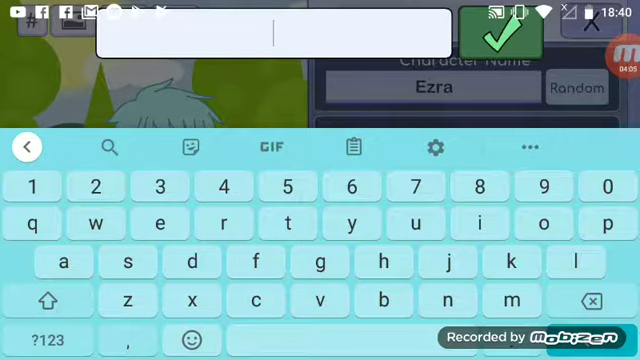 18:40
#
X
Character Name
Ezra
Random
04:05
GIF
1 2 3 4 5 6 7 8 9 0
q w e r t y u i o p
a s d f g h j k l
z x c v b n m
?123 , .
Recorded by mobizen